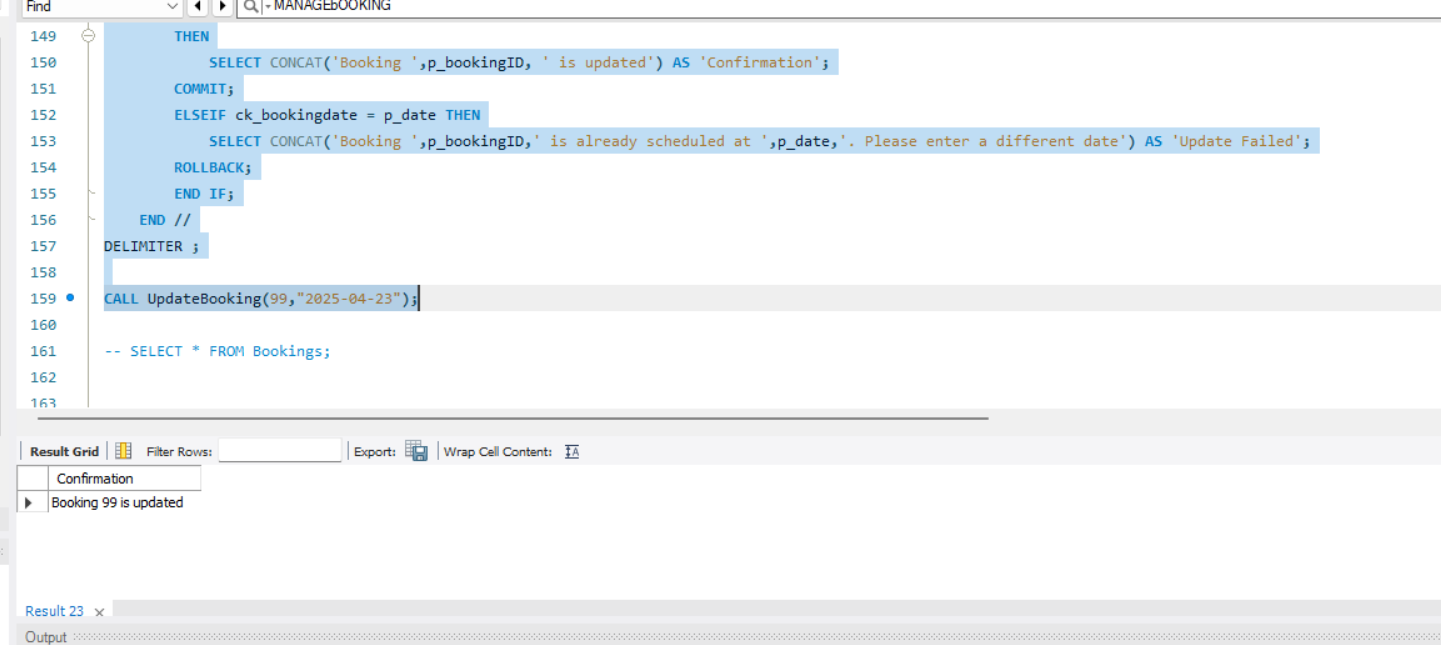 Find MANAGEbOOKING
149 THEN
150 SELECT CONCAT('Booking ',p_bookingID, ' is updated') AS 'Confirmation';
151 COMMIT;
152 ELSEIF ck_bookingdate = p_date THEN
153 SELECT CONCAT('Booking ',p_bookingID,' is already scheduled at ',p_date,'. Please enter a different date') AS 'Update Failed';
154 ROLLBACK;
155 END IF;
156 END //
157 DELIMITER ;
158
159 CALL UpdateBooking(99,"2025-04-23");
160
161 -- SELECT * FROM Bookings;
162
163
Result Grid Filter Rows: Export: Wrap Cell Content: IA
Confirmation
Booking 99 is updated
Result 23 ×
Output